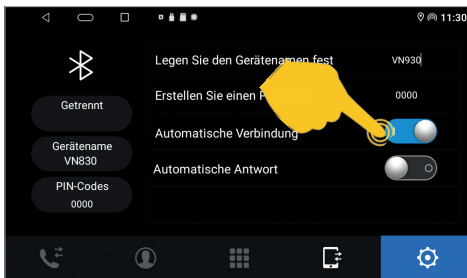 11:30
Legen Sie den Gerätenamen fest
VN930
Getrennt
Erstellen Sie einen
0000
Gerätename
VN830
Automatische Verbindung
PIN-Codes
0000
Automatische Antwort